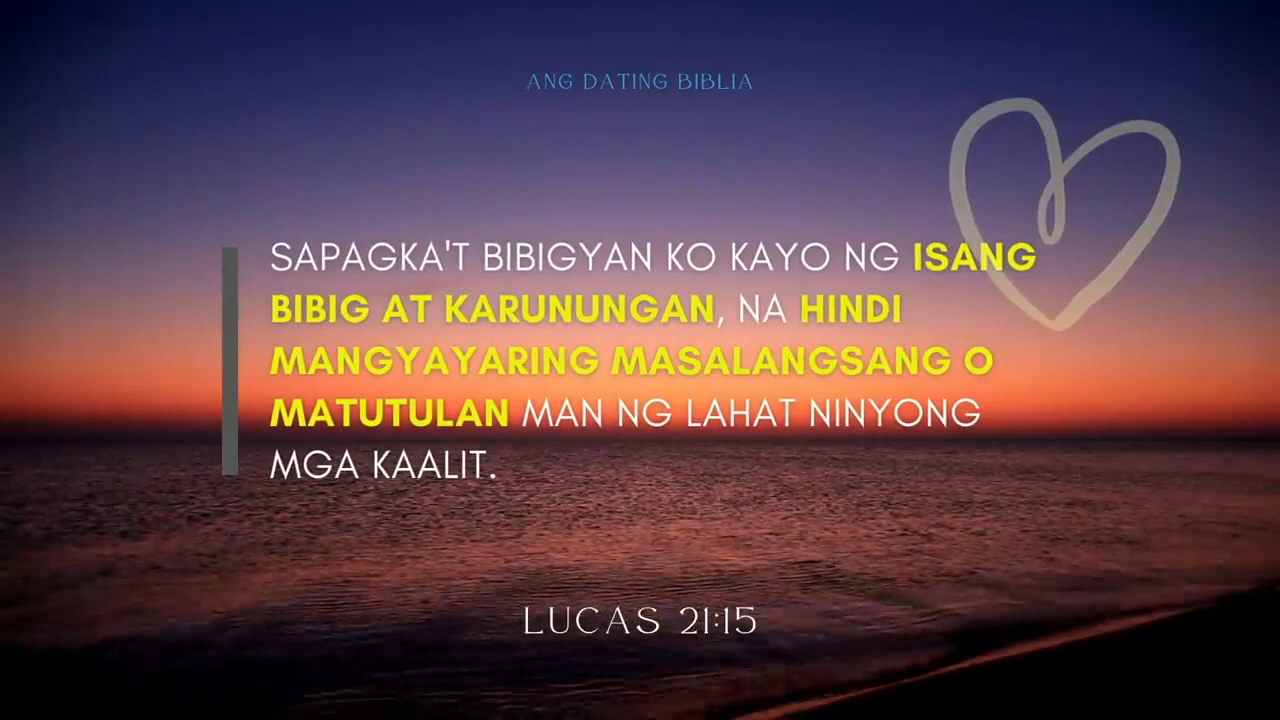 ANG DATING BIBLIA
SAPAGKA'T BIBIGYAN KO KAYO NG ISANG
BIBIG AT KARUNUNGAN, NA HINDI
MANGYAYARING MASALANGSANG O
MATUTULAN MAN NG LAHAT NINYONG
MGA KAALIT.
LUCAS 21:15